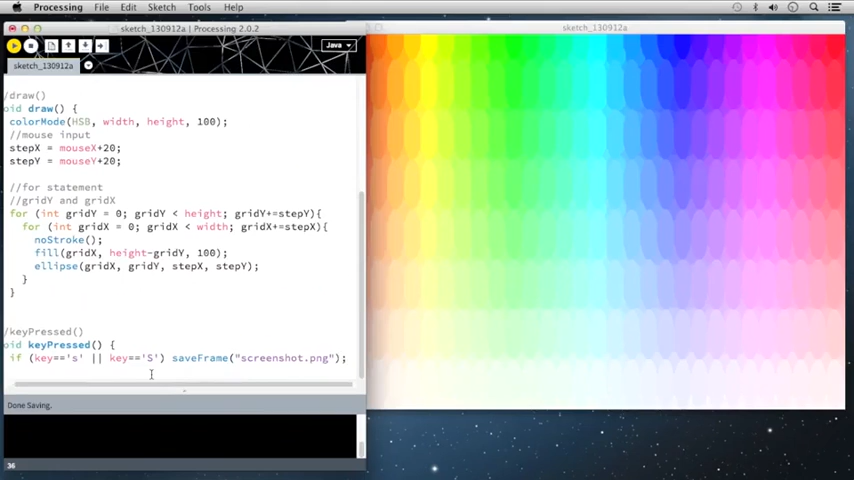 Processing File Edit Sketch Tools Help
sketch_130912a | Processing 2.0.2
sketch_130912a
Java
sketch_130912a
/draw()
oid draw() {
colorMode(HSB, width, height, 100);
//mouse input
stepX = mouseX+20;
stepY = mouseY+20;
//for statement
//gridY and gridX
for (int gridY = 0; gridY < height; gridY+=stepY){
for (int gridX = 0; gridX < width; gridX+=stepX){
noStroke();
fill(gridX, height-gridY, 100);
ellipse(gridX, gridY, stepX, stepY);
}
}
/keyPressed()
oid keyPressed() {
if (key=='s' || key=='S') saveFrame("screenshot.png");
Done Saving.
36